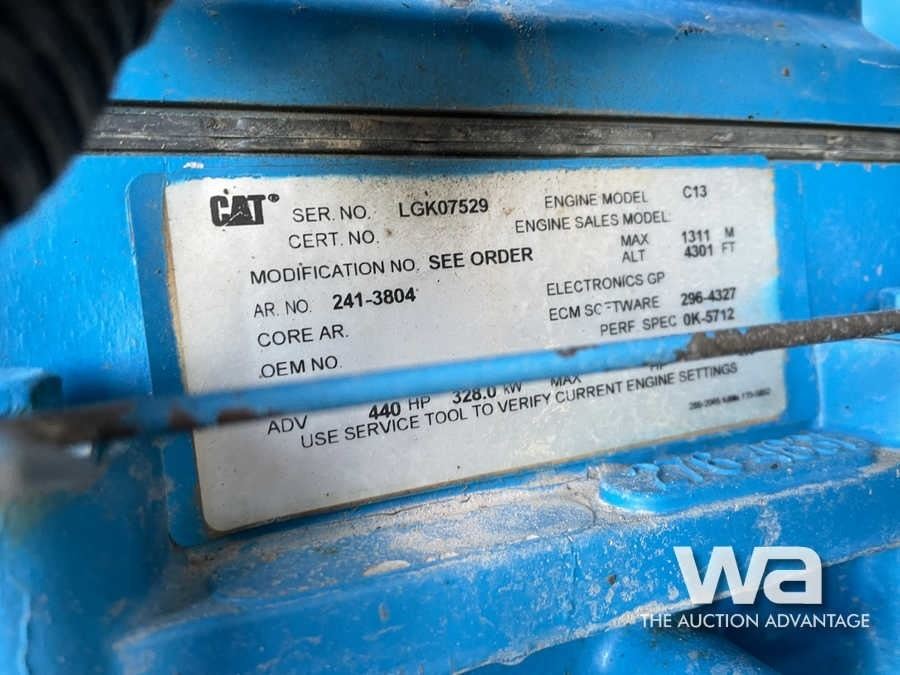 CAT® SER. NO. LGK07529 ENGINE MODEL C13
CERT. NO. ENGINE SALES MODEL
MODIFICATION NO. SEE ORDER MAX ALT 1311 M 4301 FT
AR. NO. 241-3804 ELECTRONICS GP
CORE AR. ECM SOFTWARE 296-4327
OEM NO. PERF. SPEC 0K-5712
ADV 440 HP 328.0 kW MAX HP
USE SERVICE TOOL TO VERIFY CURRENT ENGINE SETTINGS
wa
THE AUCTION ADVANTAGE